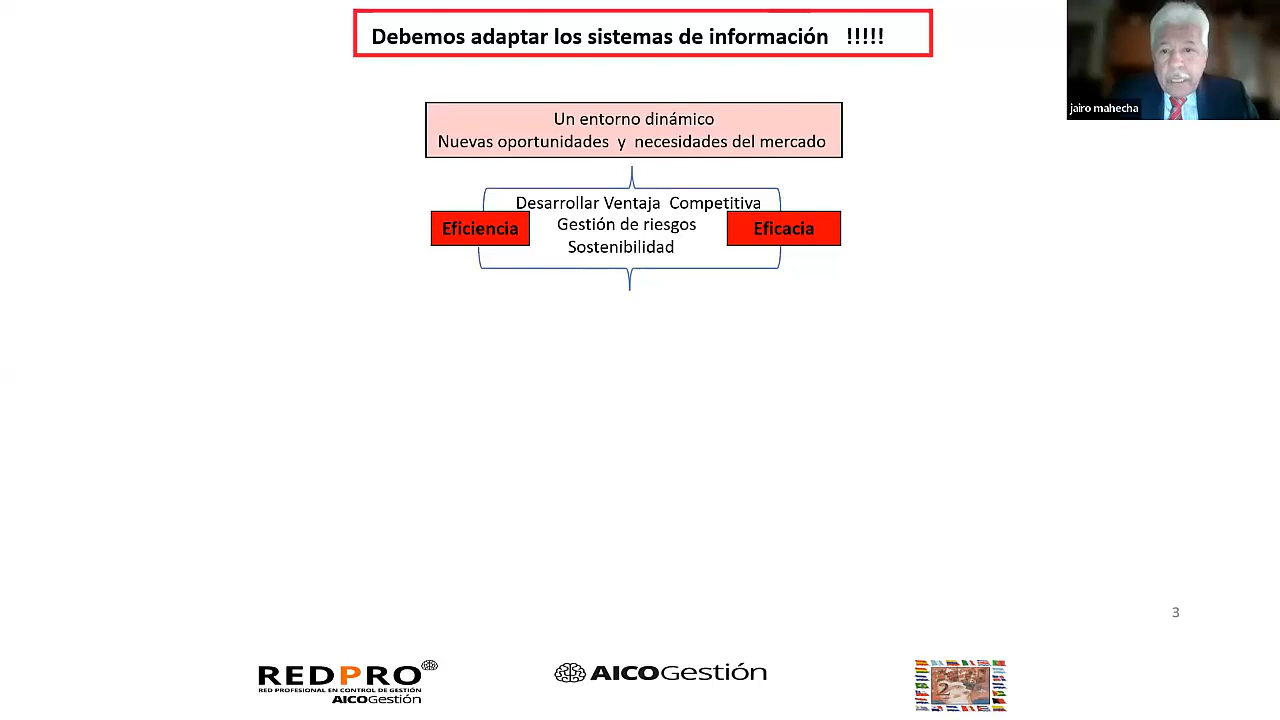 Debemos adaptar los sistemas de información !!!!!
jairo mahecha
Un entorno dinámico
Nuevas oportunidades y necesidades del mercado
Desarrollar Ventaja Competitiva
Eficiencia
Gestión de riesgos
Eficacia
Sostenibilidad
3
REDPRO
RED PROFESIONAL EN CONTROL DE GESTIÓN
AICOGestión
AICOGestión